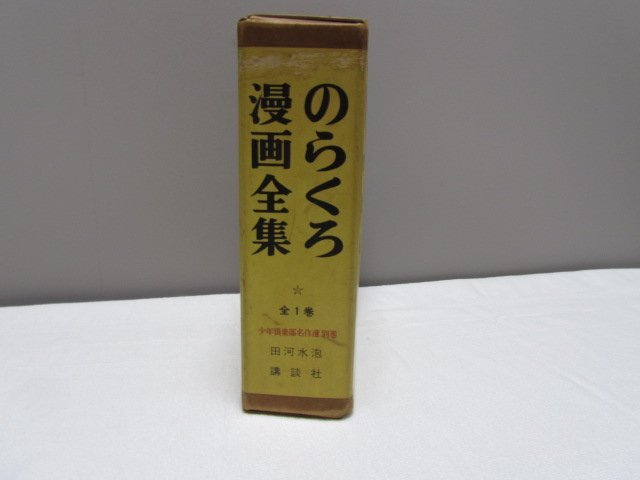 のらくろ
漫画全集
☆
全1巻
少年倶楽部名作選 別巻
田河水泡
講談社